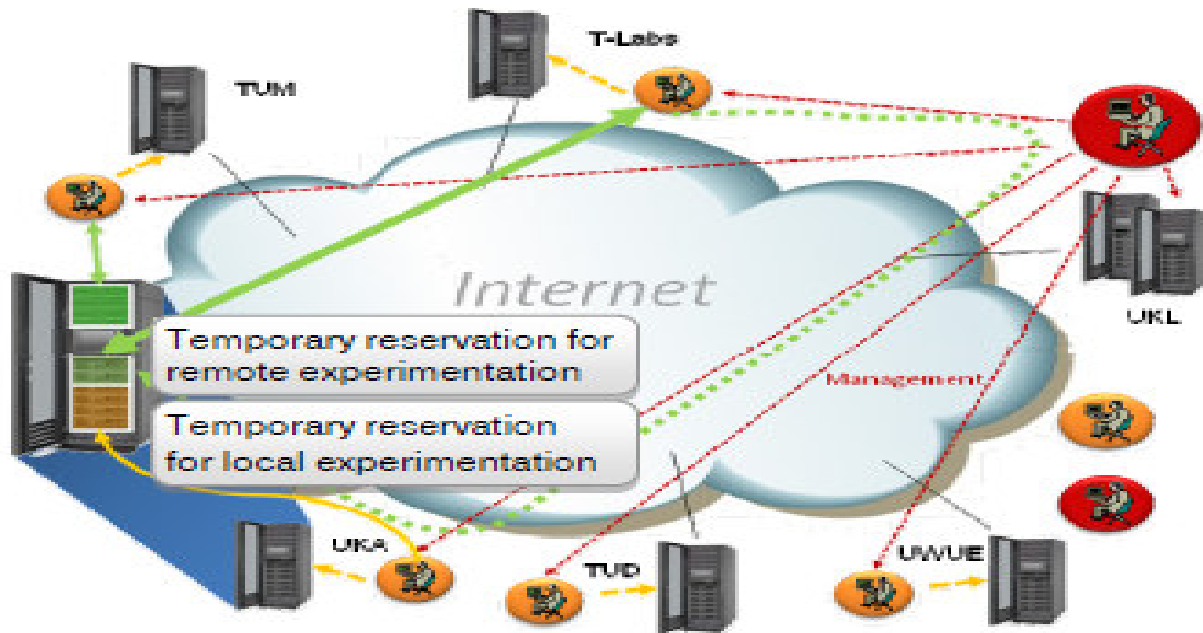 T-Labs
TUM
Internet
UKL
Temporary reservation for
remote experimentation
Management
Temporary reservation
for local experimentation
UKA
TUD
UWUE